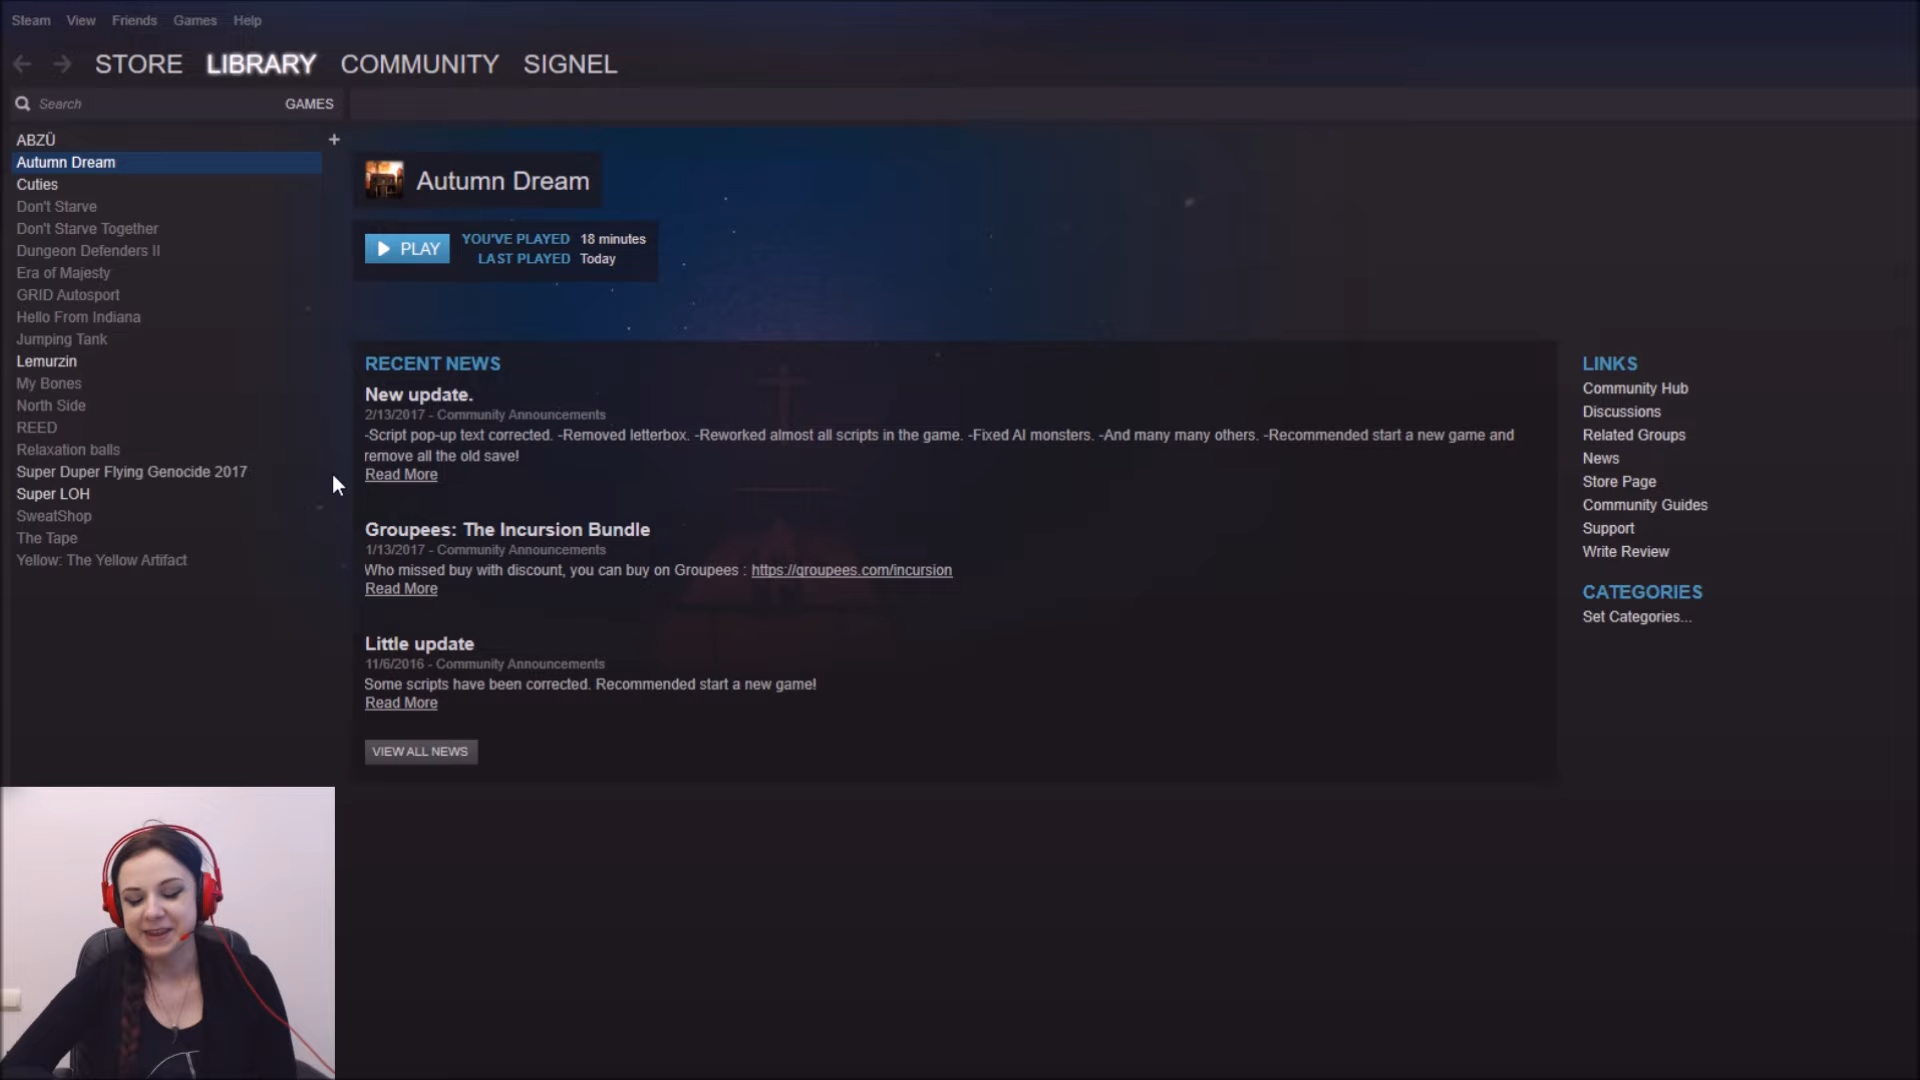 Steam View Friends Games Help
STORE LIBRARY COMMUNITY SIGNEL
Search GAMES
ABZÛ +
Autumn Dream
Cuties
Don't Starve
Don't Starve Together
Dungeon Defenders II
Era of Majesty
GRID Autosport
Hello From Indiana
Jumping Tank
Lemurzin
My Bones
North Side
REED
Relaxation balls
Super Duper Flying Genocide 2017
Super LOH
SweatShop
The Tape
Yellow: The Yellow Artifact
Autumn Dream
PLAY
YOU'VE PLAYED 18 minutes
LAST PLAYED Today
RECENT NEWS
New update.
2/13/2017 - Community Announcements
-Script pop-up text corrected. -Removed letterbox. -Reworked almost all scripts in the game. -Fixed AI monsters. -And many many others. -Recommended start a new game and
remove all the old save!
Read More
Groupees: The Incursion Bundle
1/13/2017 - Community Announcements
Who missed buy with discount, you can buy on Groupees : https://groupees.com/incursion
Read More
Little update
11/6/2016 - Community Announcements
Some scripts have been corrected. Recommended start a new game!
Read More
VIEW ALL NEWS
LINKS
Community Hub
Discussions
Related Groups
News
Store Page
Community Guides
Support
Write Review
CATEGORIES
Set Categories...